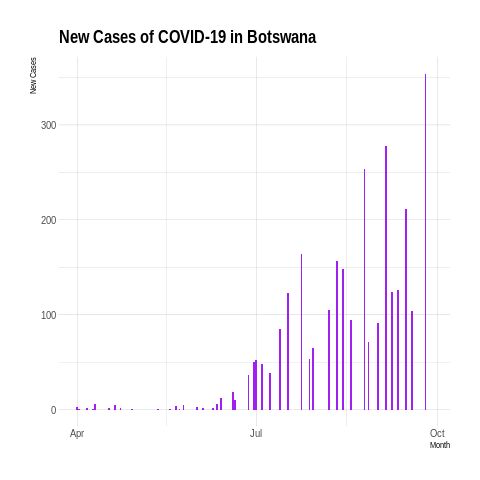 New Cases of COVID-19 in Botswana
New Cases
300
200
100
0
Apr
Jul
Oct
Month